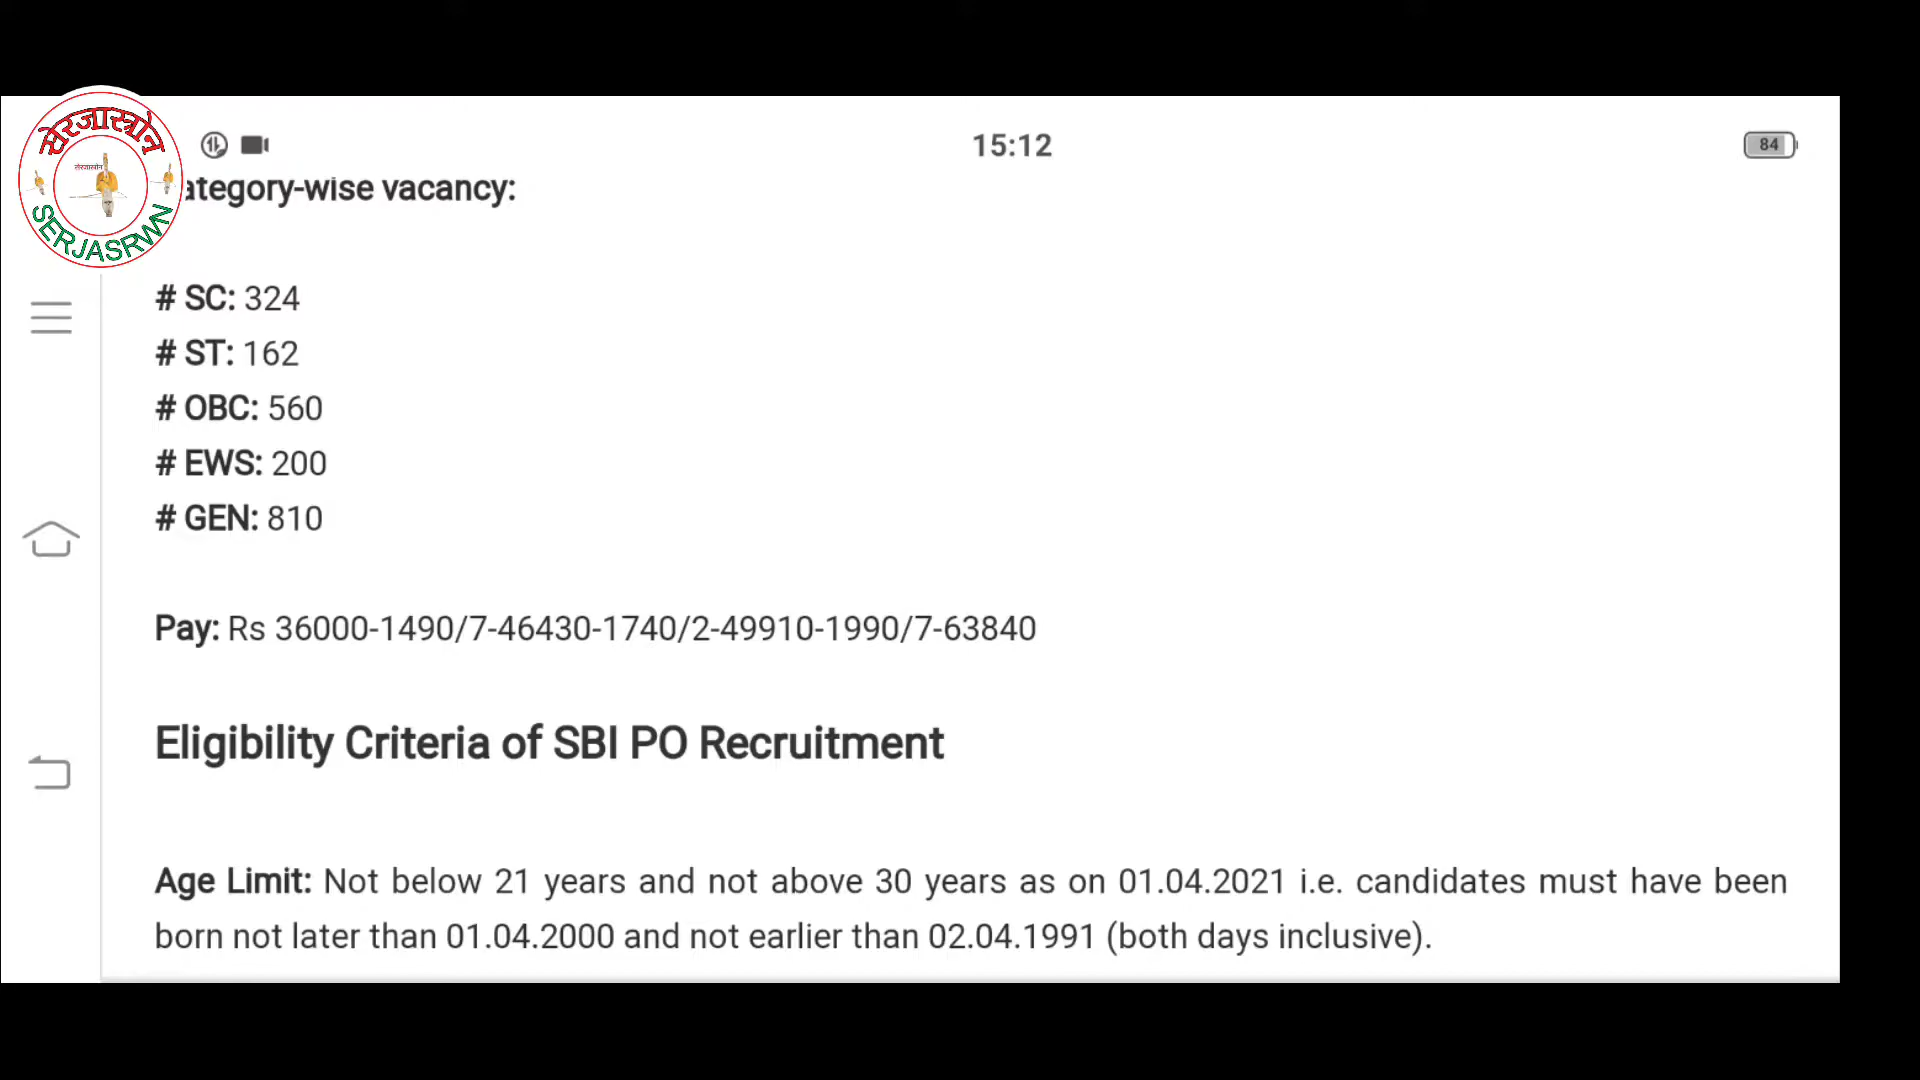 सेरजास्त्रोन
सेरजास्त्रोन
SERJASRWN
15:12
84
ategory-wise vacancy:
# SC: 324
# ST: 162
# OBC: 560
# EWS: 200
# GEN: 810
Pay: Rs 36000-1490/7-46430-1740/2-49910-1990/7-63840
Eligibility Criteria of SBI PO Recruitment
Age Limit: Not below 21 years and not above 30 years as on 01.04.2021 i.e. candidates must have been
born not later than 01.04.2000 and not earlier than 02.04.1991 (both days inclusive).